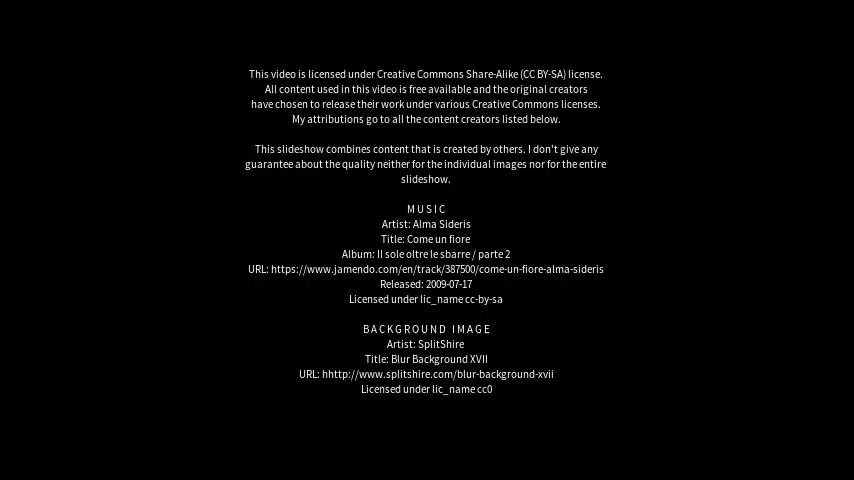 This video is licensed under Creative Commons Share-Alike (CC BY-SA) license.
All content used in this video is free available and the original creators
have chosen to release their work under various Creative Commons licenses.
My attributions go to all the content creators listed below.
This slideshow combines content that is created by others. I don't give any
guarantee about the quality neither for the individual images nor for the entire
slideshow.
MUSIC
Artist: Alma Sideris
Title: Come un fiore
Album: Il sole oltre le sbarre / parte 2
URL: https://www.jamendo.com/en/track/387500/come-un-fiore-alma-sideris
Released: 2009-07-17
Licensed under lic_name cc-by-sa
BACKGROUND IMAGE
Artist: SplitShire
Title: Blur Background XVII
URL: hhttp://www.splitshire.com/blur-background-xvii
Licensed under lic_name cc0